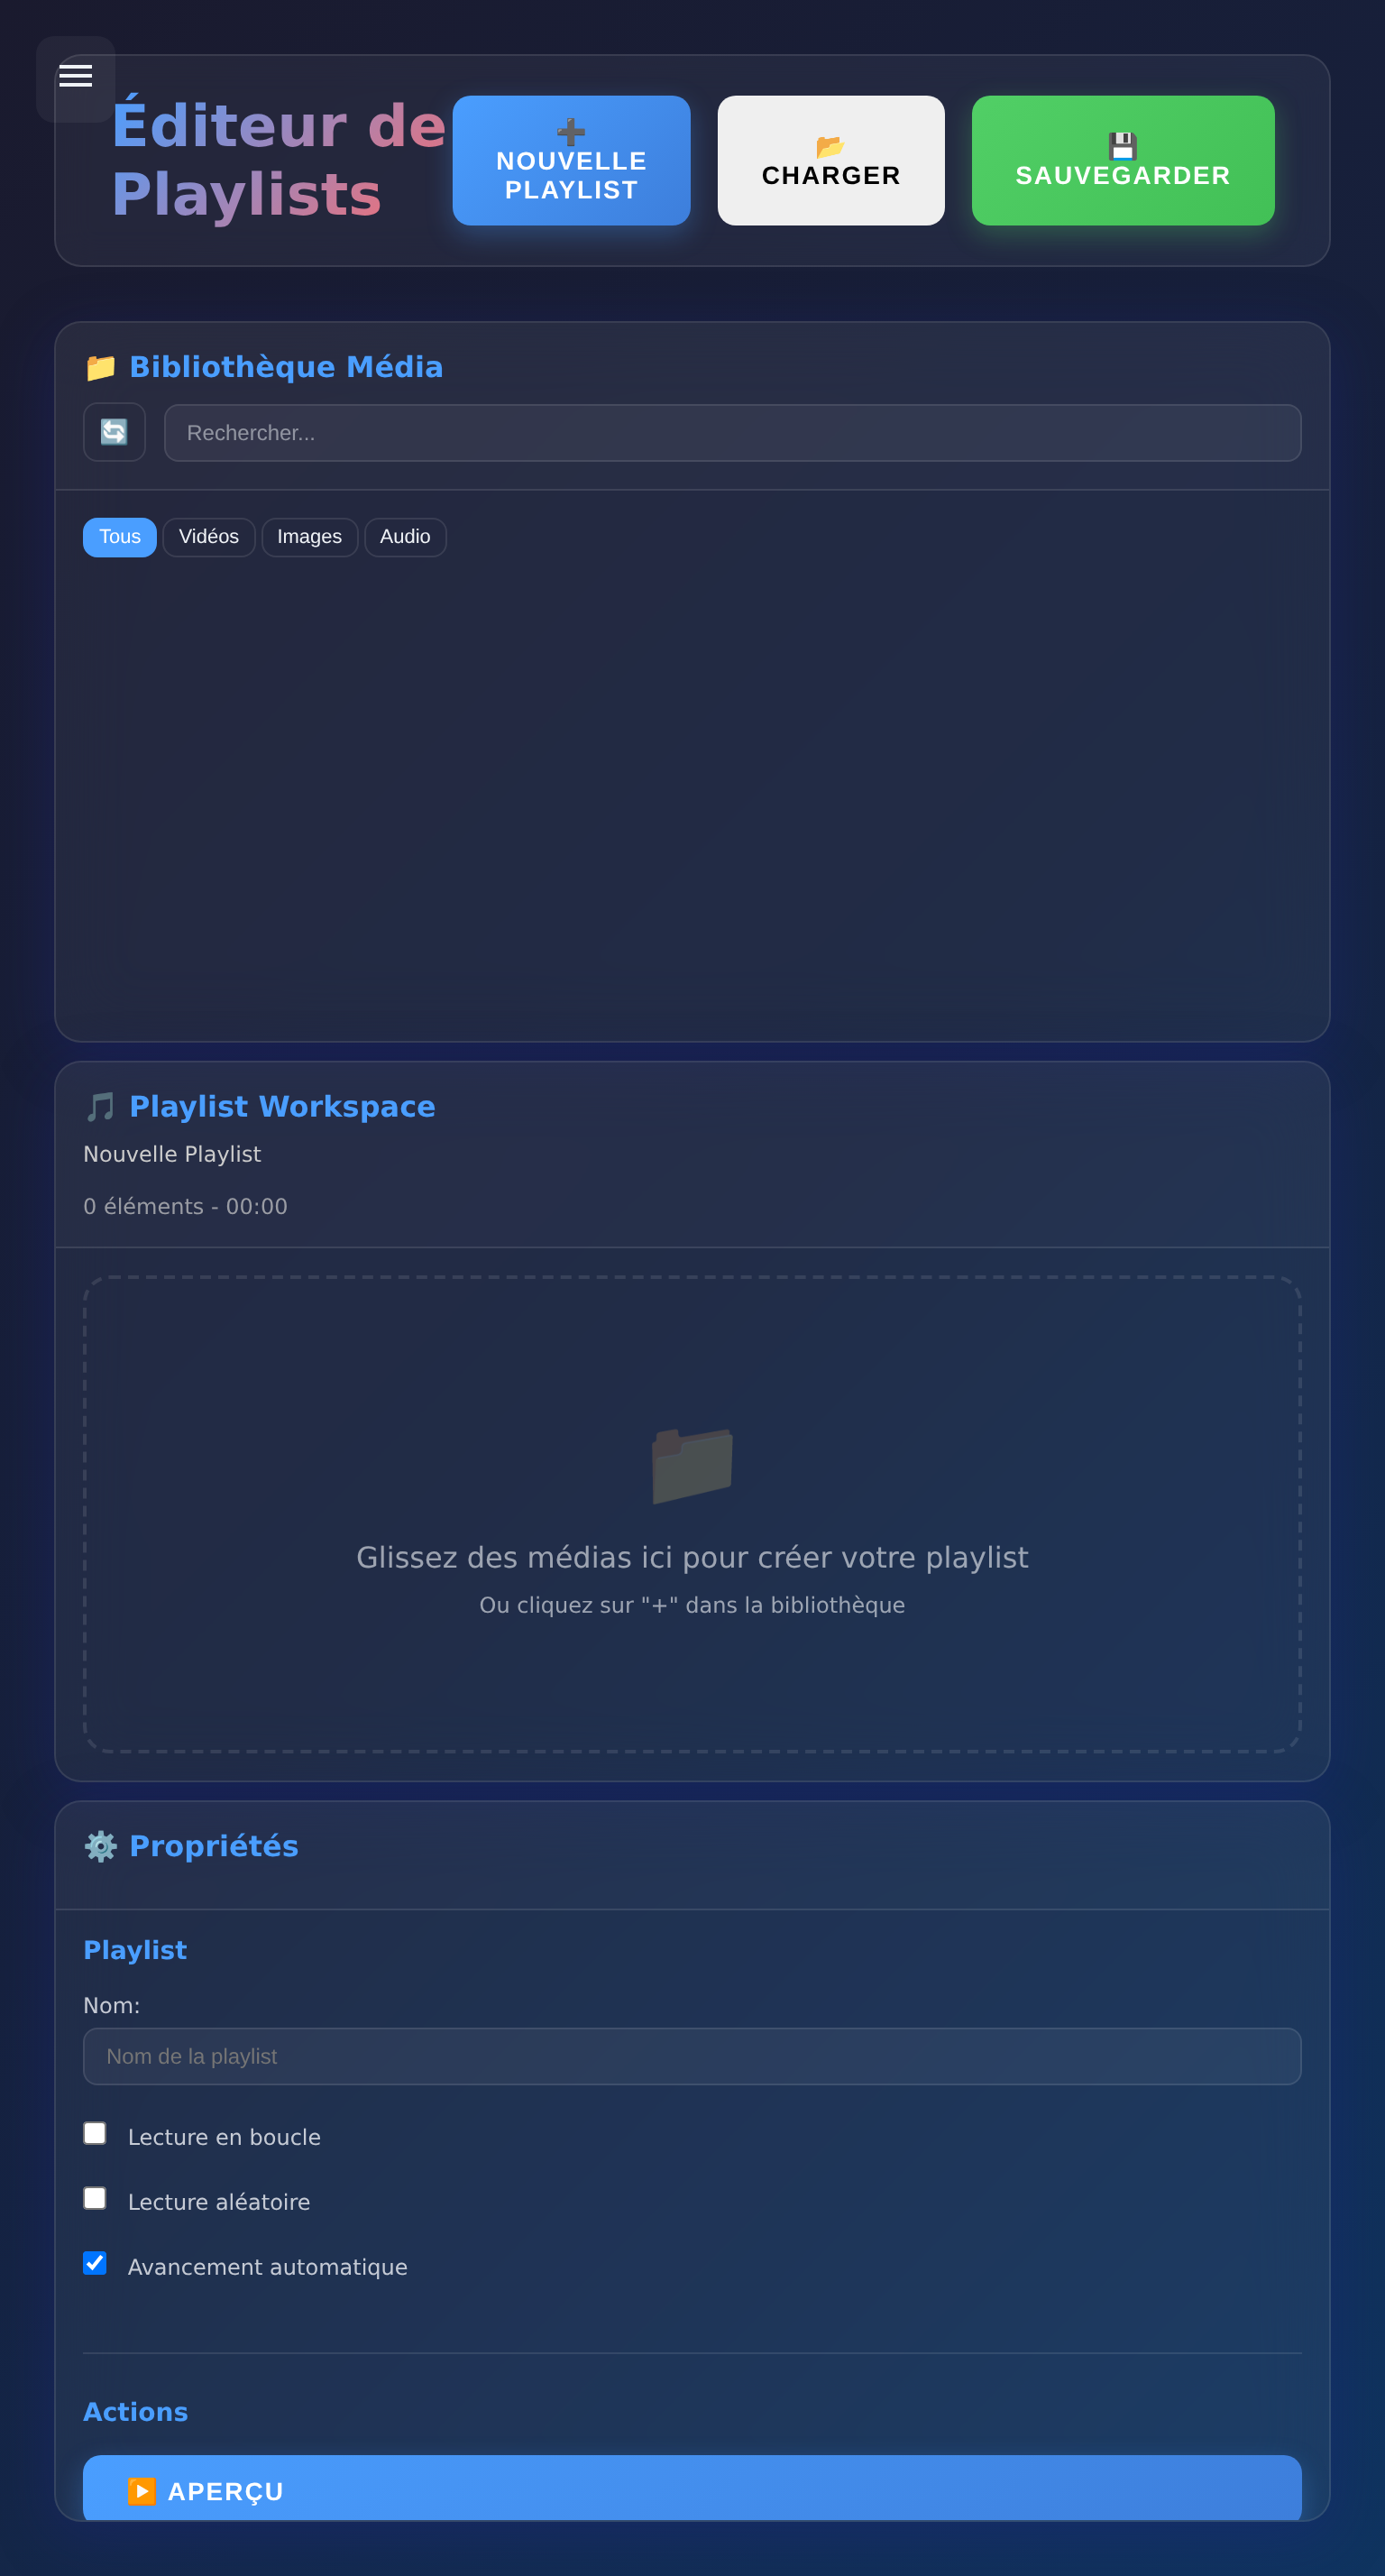 Éditeur de
Playlists
➕
NOUVELLE
PLAYLIST
📂
CHARGER
💾
SAUVEGARDER
📁 Bibliothèque Média
🔄 Rechercher...
Tous Vidéos Images Audio
🎵 Playlist Workspace
Nouvelle Playlist
0 éléments - 00:00
Glissez des médias ici pour créer votre playlist
Ou cliquez sur "+" dans la bibliothèque
⚙️ Propriétés
Playlist
Nom:
Nom de la playlist
Lecture en boucle
Lecture aléatoire
Avancement automatique
Actions
▶️ APERÇU